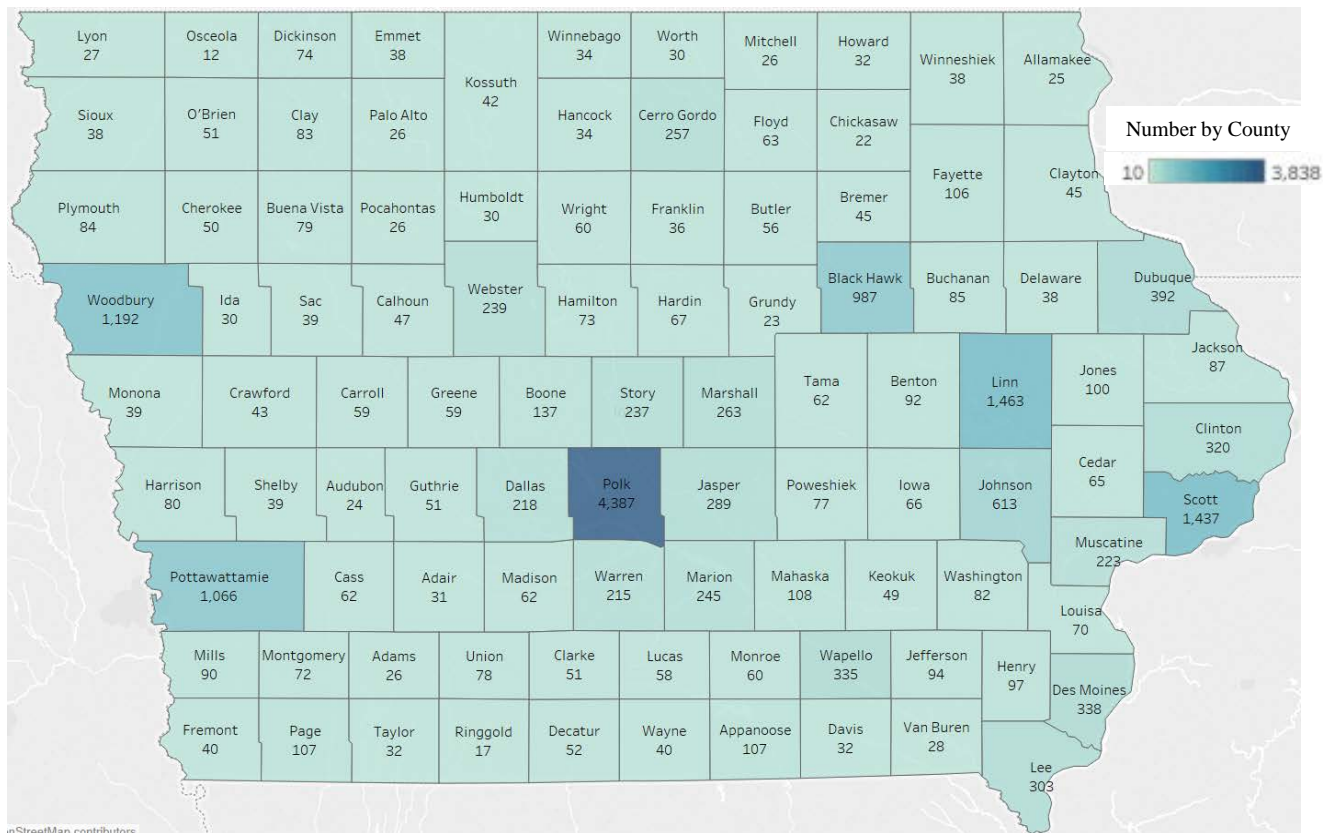 Lyon
27
Osceola
12
Dickinson
74
Emmet
38
Kossuth
42
Winnebago
34
Worth
30
Mitchell
26
Howard
32
Winneshiek
38
Allamakee
25
Sioux
38
O'Brien
51
Clay
83
Palo Alto
26
Hancock
34
Cerro Gordo
257
Floyd
63
Chickasaw
22
Number by County
10
3,838
Plymouth
84
Cherokee
50
Buena Vista
79
Pocahontas
26
Humboldt
30
Wright
60
Franklin
36
Butler
56
Bremer
45
Fayette
106
Clayton
45
Woodbury
1,192
Ida
30
Sac
39
Calhoun
47
Webster
239
Hamilton
73
Hardin
67
Grundy
23
Black Hawk
987
Buchanan
85
Delaware
38
Dubuque
392
Monona
39
Crawford
43
Carroll
59
Greene
59
Boone
137
Story
237
Marshall
263
Tama
62
Benton
92
Linn
1,463
Jones
100
Jackson
87
Clinton
320
Harrison
80
Shelby
39
Audubon
24
Guthrie
51
Dallas
218
Polk
4,387
Jasper
289
Poweshiek
77
Iowa
66
Johnson
613
Cedar
65
Scott
1,437
Muscatine
223
Pottawattamie
1,066
Cass
62
Adair
31
Madison
62
Warren
215
Marion
245
Mahaska
108
Keokuk
49
Washington
82
Louisa
70
Mills
90
Montgomery
72
Adams
26
Union
78
Clarke
51
Lucas
58
Monroe
60
Wapello
335
Jefferson
94
Henry
97
Des Moines
338
Fremont
40
Page
107
Taylor
32
Ringgold
17
Decatur
52
Wayne
40
Appanoose
107
Davis
32
Van Buren
28
Lee
303
nStreetMap contributors